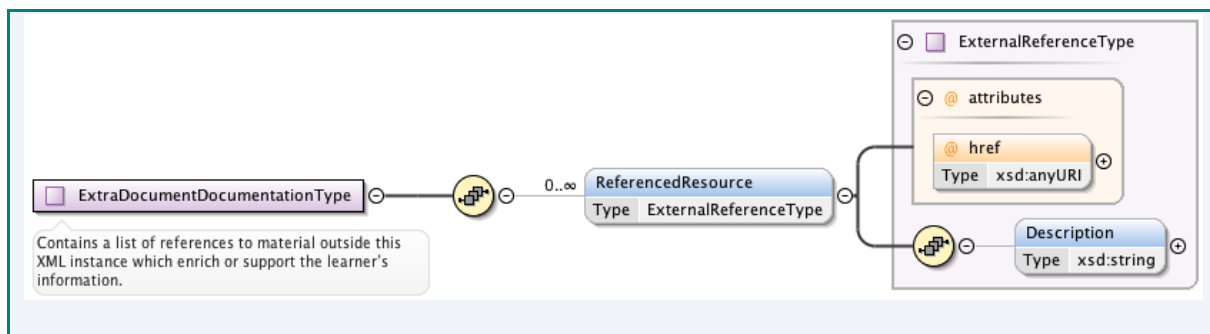 ExternalReferenceType
@ attributes
@ href
Type xsd:anyURI
ExtraDocumentDocumentationType
0..∞
ReferencedResource
Type ExternalReferenceType
Contains a list of references to material outside this
XML instance which enrich or support the learner's
information.
Description
Type xsd:string